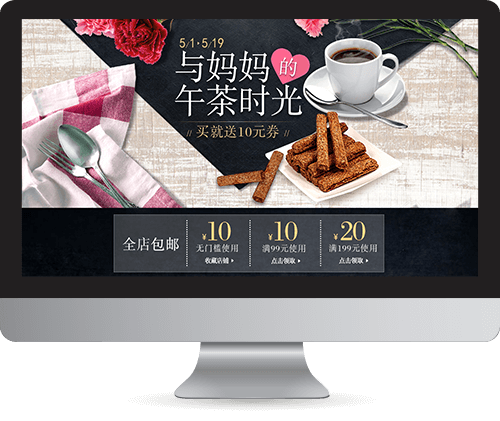 5/1·5/19
与妈妈的
午茶时光
// 买就送10元券 //
全店包邮
¥10
无门槛使用
收藏店铺
¥10
满99元使用
点击领取
¥20
满199元使用
点击领取